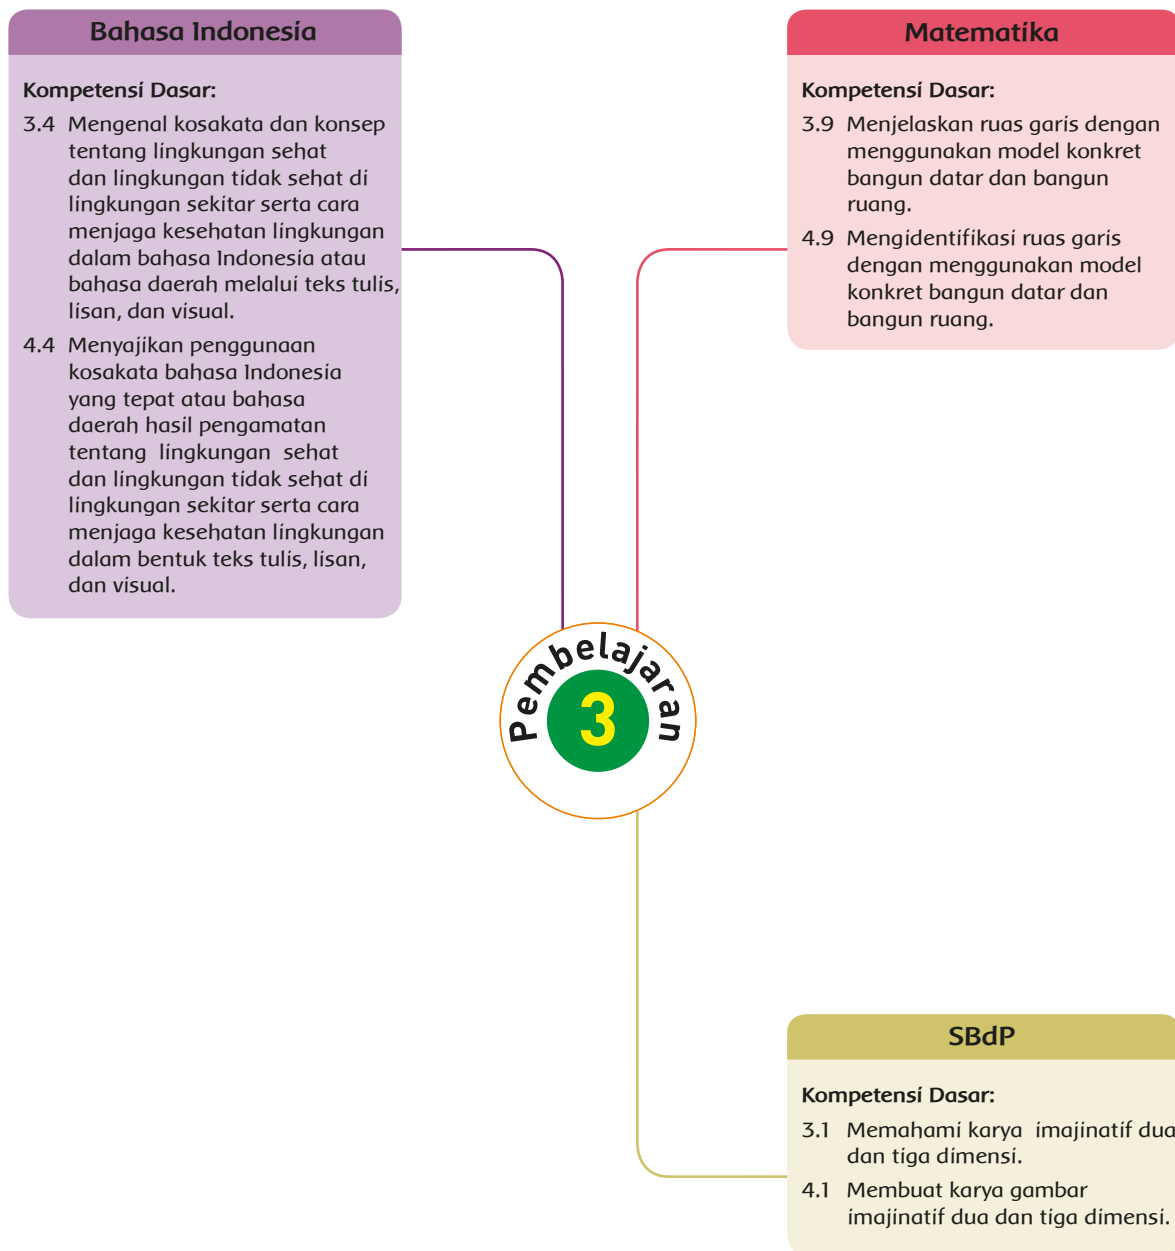 Bahasa Indonesia
Kompetensi Dasar:
3.4 Mengenal kosakata dan konsep
tentang lingkungan sehat
dan lingkungan tidak sehat di
lingkungan sekitar serta cara
menjaga kesehatan lingkungan
dalam bahasa Indonesia atau
bahasa daerah melalui teks tulis,
lisan, dan visual.
4.4 Menyajikan penggunaan
kosakata bahasa Indonesia
yang tepat atau bahasa
daerah hasil pengamatan
tentang lingkungan sehat
dan lingkungan tidak sehat di
lingkungan sekitar serta cara
menjaga kesehatan lingkungan
dalam bentuk teks tulis, lisan,
dan visual.
Matematika
Kompetensi Dasar:
3.9 Menjelaskan ruas garis dengan
menggunakan model konkret
bangun datar dan bangun
ruang.
4.9 Mengidentifikasi ruas garis
dengan menggunakan model
konkret bangun datar dan
bangun ruang.
Pembelajaran
3
SBdP
Kompetensi Dasar:
3.1 Memahami karya imajinatif dua
dan tiga dimensi.
4.1 Membuat karya gambar
imajinatif dua dan tiga dimensi.